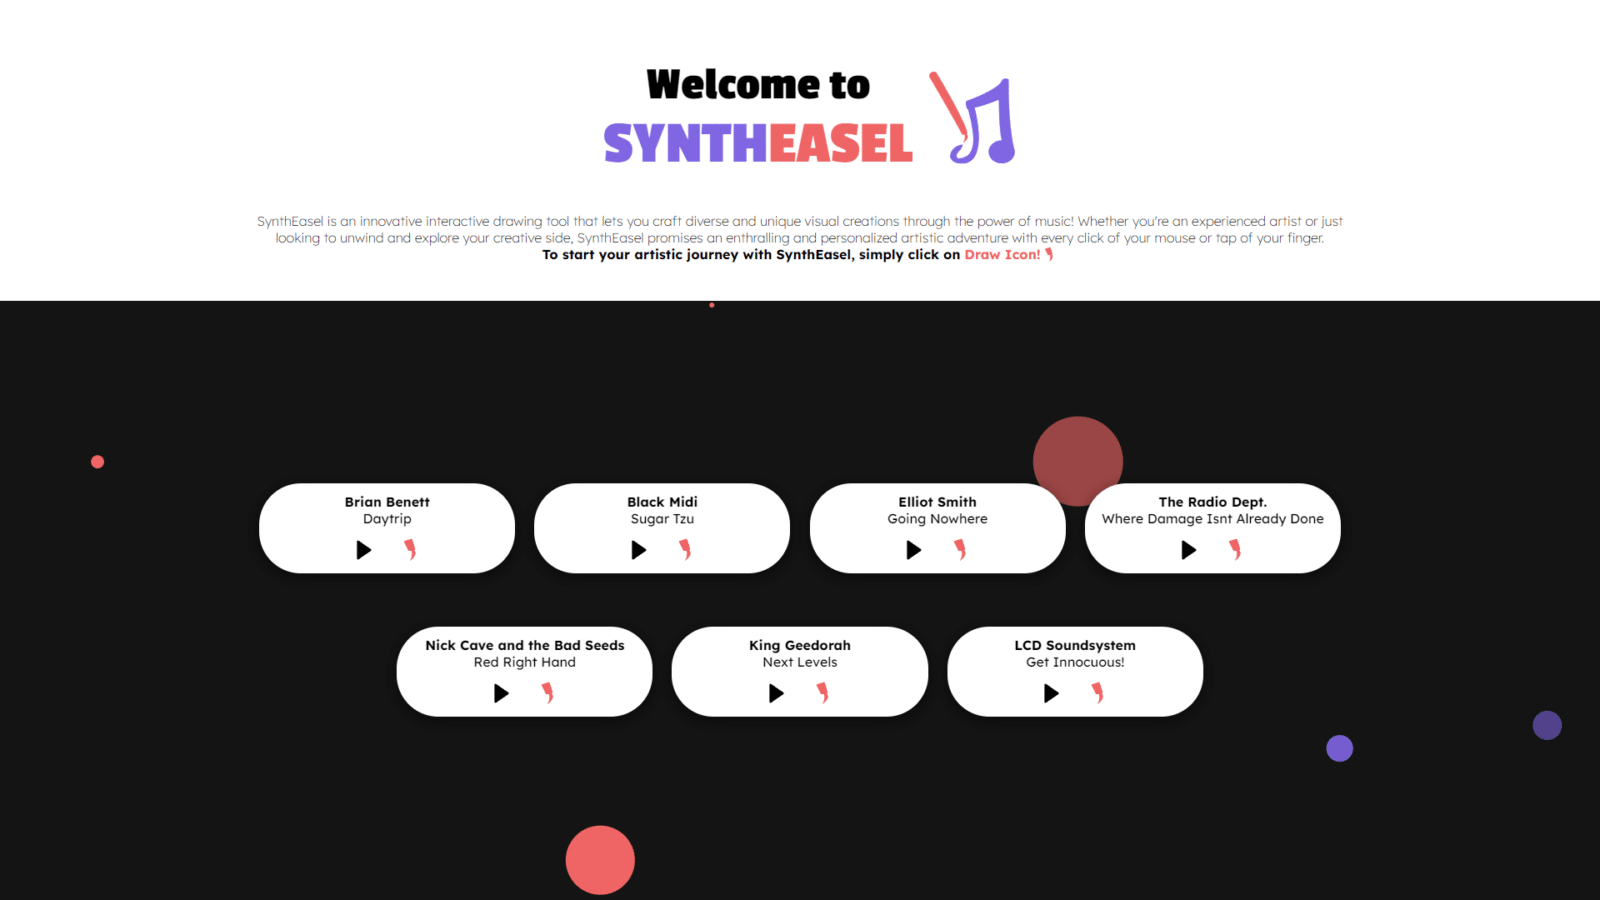 Welcome to
SYNTHEASEL
SynthEasel is an innovative interactive drawing tool that lets you craft diverse and unique visual creations through the power of music! Whether you're an experienced artist or just
looking to unwind and explore your creative side, SynthEasel promises an enthralling and personalized artistic adventure with every click of your mouse or tap of your finger.
To start your artistic journey with SynthEasel, simply click on Draw Icon!
Brian Benett
Daytrip
Black Midi
Sugar Tzu
Elliot Smith
Going Nowhere
The Radio Dept.
Where Damage Isnt Already Done
Nick Cave and the Bad Seeds
Red Right Hand
King Geedorah
Next Levels
LCD Soundsystem
Get Innocuous!